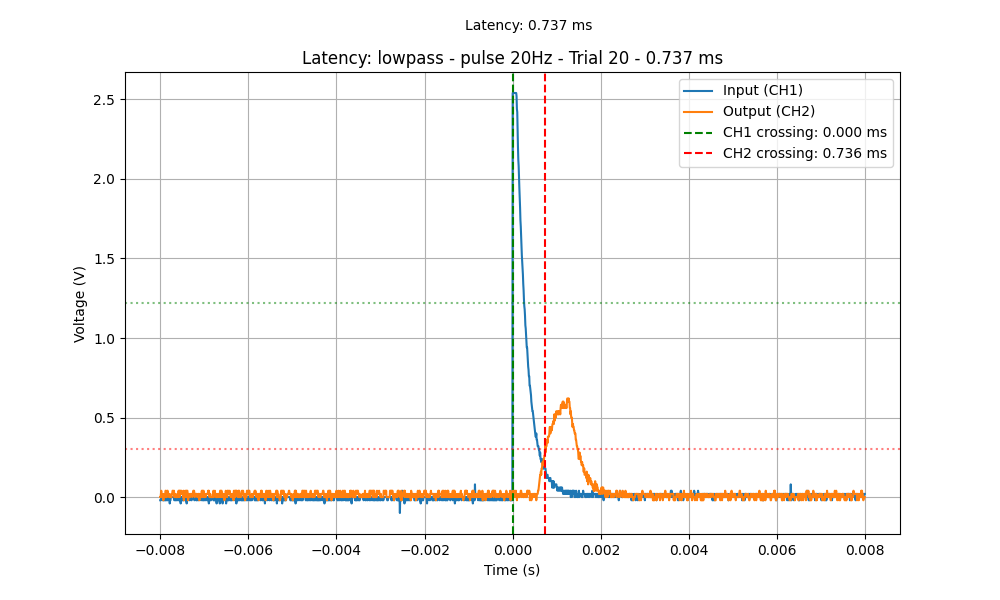 Latency: 0.737 ms
Latency: lowpass - pulse 20Hz - Trial 20 - 0.737 ms
Input (CH1)
Output (CH2)
CH1 crossing: 0.000 ms
CH2 crossing: 0.736 ms
Voltage (V)
2.5
2.0
1.5
1.0
0.5
0.0
−0.008 −0.006 −0.004 −0.002 0.000 0.002 0.004 0.006 0.008
Time (s)